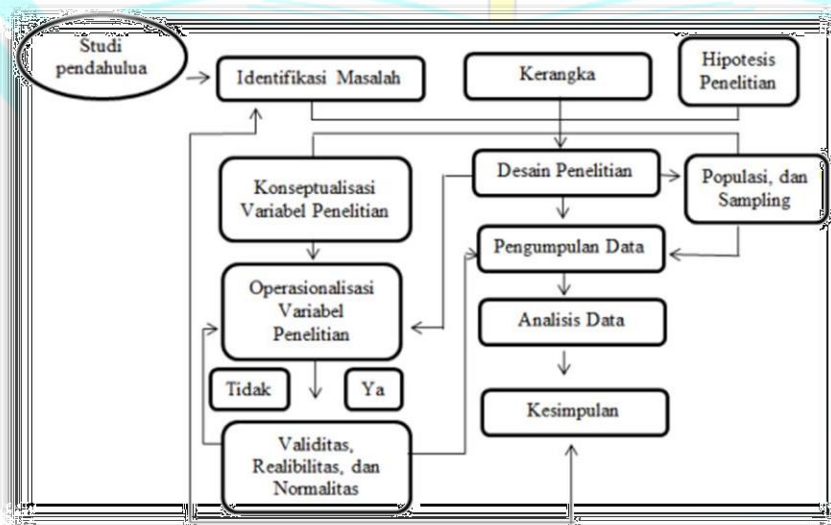 Studi
pendahulua
Identifikasi Masalah
Kerangka
Hipotesis
Penelitian
Konseptualisasi
Variabel Penelitian
Desain Penelitian
Populasi, dan
Sampling
Pengumpulan Data
Operasionalisasi
Variabel
Penelitian
Analisis Data
Tidak
Ya
Kesimpulan
Validitas,
Realibilitas, dan
Normalitas